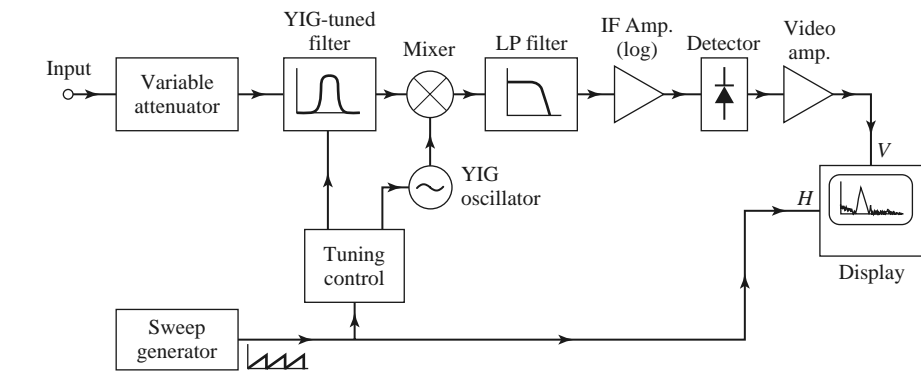 YIG-tuned
filter
Mixer
LP filter
IF Amp.
(log)
Detector
Video
amp.
Input
Variable
attenuator
YIG
oscillator
V
H
Tuning
control
Display
Sweep
generator